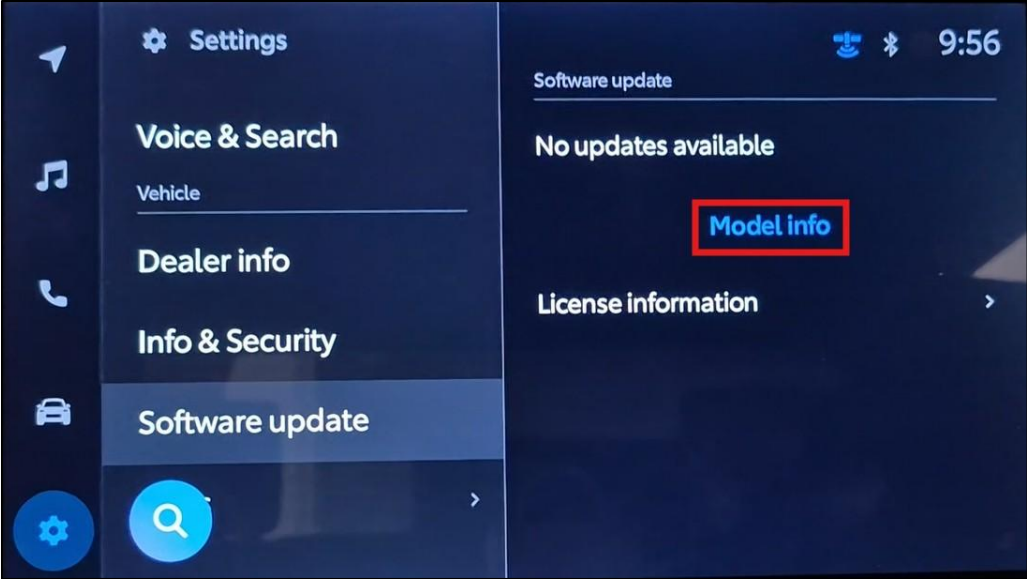 Settings
9:56
Voice & Search
Vehicle
Dealer info
Info & Security
Software update
Software update
No updates available
Model info
License information